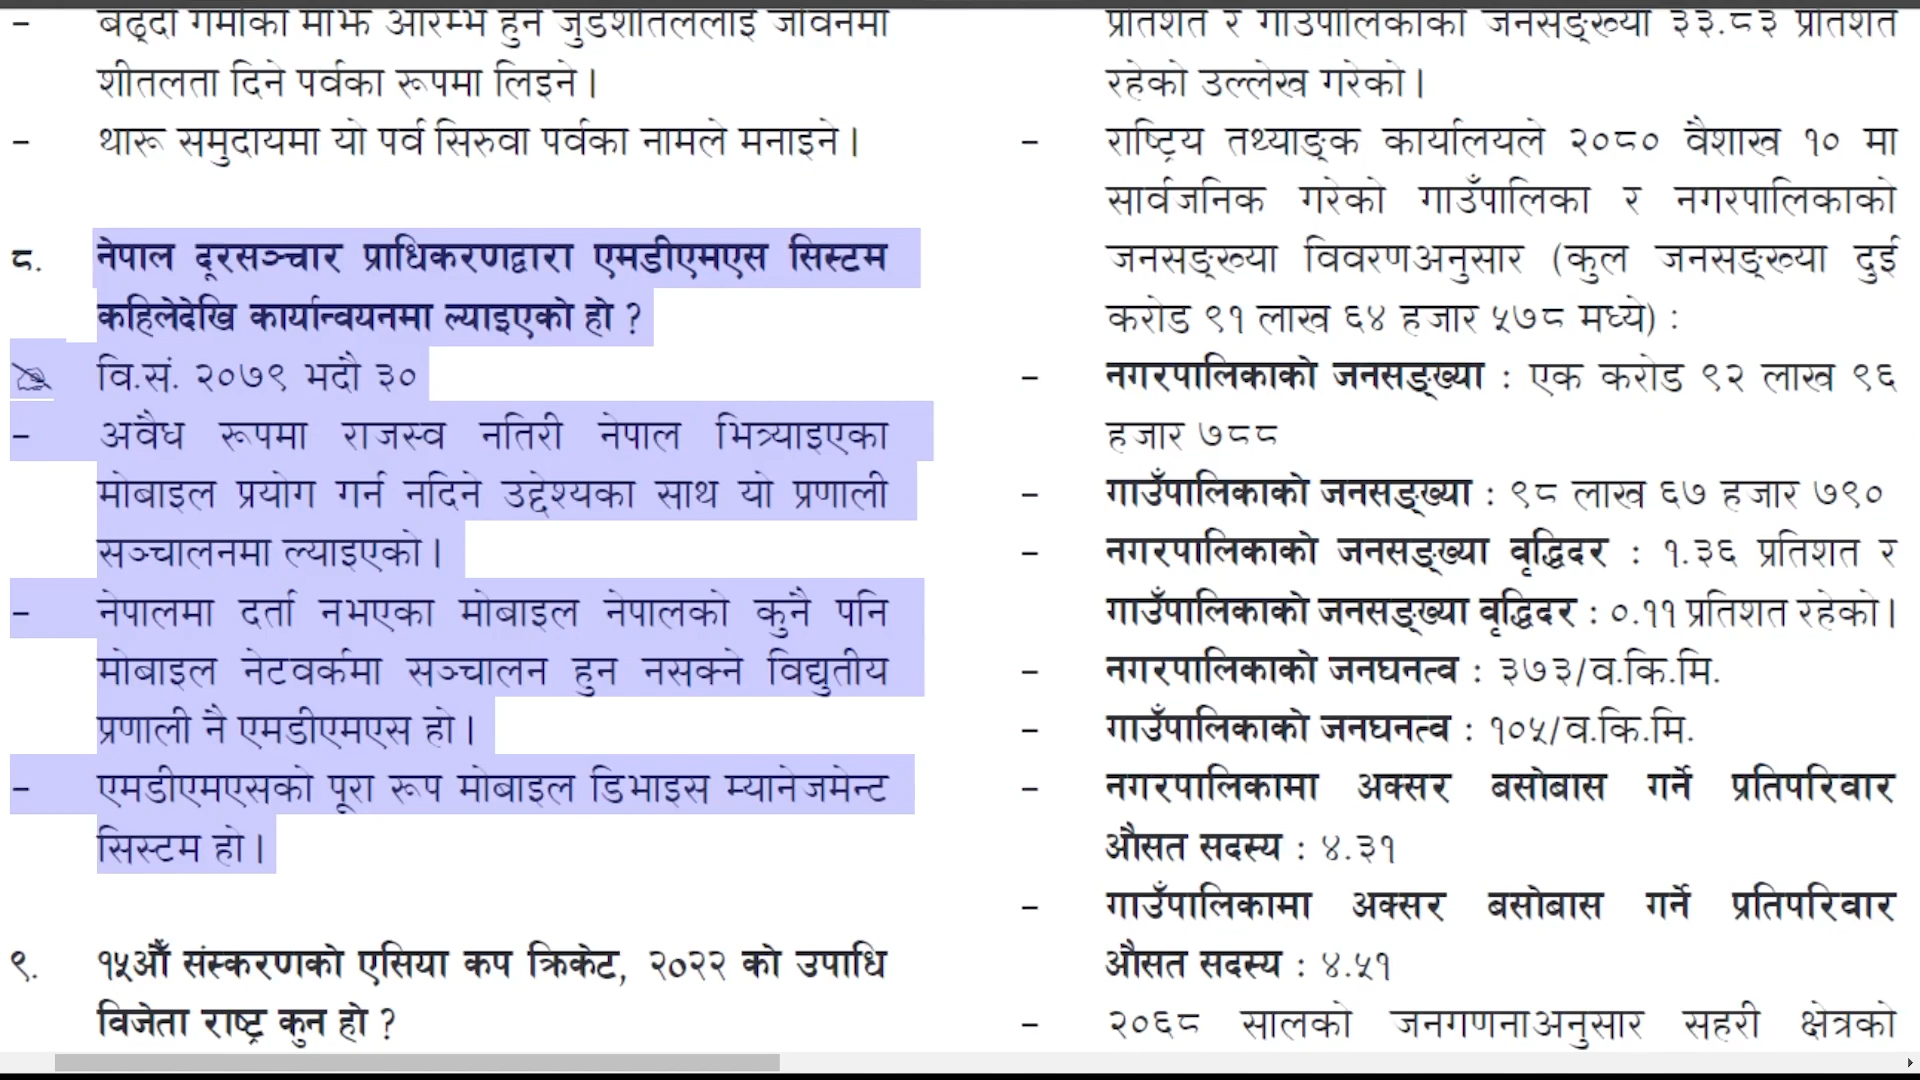 – बढ्दो गर्मीका माझ आरम्भ हुने जुडशीतललाई जीवनमा
शीतलता दिने पर्वका रूपमा लिइने।
– थारू समुदायमा यो पर्व सिरुवा पर्वका नामले मनाइने।
८. नेपाल दूरसञ्चार प्राधिकरणद्वारा एमडीएमएस सिस्टम
कहिलेदेखि कार्यान्वयनमा ल्याइएको हो ?
वि.सं. २०७९ भदौ ३०
– अवैध रूपमा राजस्व नतिरी नेपाल भित्र्याइएका
मोबाइल प्रयोग गर्न नदिने उद्देश्यका साथ यो प्रणाली
सञ्चालनमा ल्याइएको।
– नेपालमा दर्ता नभएका मोबाइल नेपालको कुनै पनि
मोबाइल नेटवर्कमा सञ्चालन हुन नसक्ने विद्युतीय
प्रणाली नै एमडीएमएस हो।
– एमडीएमएसको पूरा रूप मोबाइल डिभाइस म्यानेजमेन्ट
सिस्टम हो।
९. १५औँ संस्करणको एसिया कप क्रिकेट, २०२२ को उपाधि
विजेता राष्ट्र कुन हो ?
प्रतिशत र गाउँपालिकाको जनसङ्ख्या ३३.८३ प्रतिशत
रहेको उल्लेख गरेको।
– राष्ट्रिय तथ्याङ्क कार्यालयले २०८० वैशाख १० मा
सार्वजनिक गरेको गाउँपालिका र नगरपालिकाको
जनसङ्ख्या विवरणअनुसार (कुल जनसङ्ख्या दुई
करोड ९१ लाख ६४ हजार ५७८ मध्ये) :
– नगरपालिकाको जनसङ्ख्या : एक करोड ९२ लाख ९६
हजार ७८८
– गाउँपालिकाको जनसङ्ख्या : ९८ लाख ६७ हजार ७९०
– नगरपालिकाको जनसङ्ख्या वृद्धिदर : १.३६ प्रतिशत र
गाउँपालिकाको जनसङ्ख्या वृद्धिदर : ०.११ प्रतिशत रहेको।
– नगरपालिकाको जनघनत्व : ३७३/व.कि.मि.
– गाउँपालिकाको जनघनत्व : १०५/व.कि.मि.
– नगरपालिकामा अक्सर बसोबास गर्ने प्रतिपरिवार
औसत सदस्य : ४.३१
– गाउँपालिकामा अक्सर बसोबास गर्ने प्रतिपरिवार
औसत सदस्य : ४.५१
– २०६८ सालको जनगणनाअनुसार सहरी क्षेत्रको